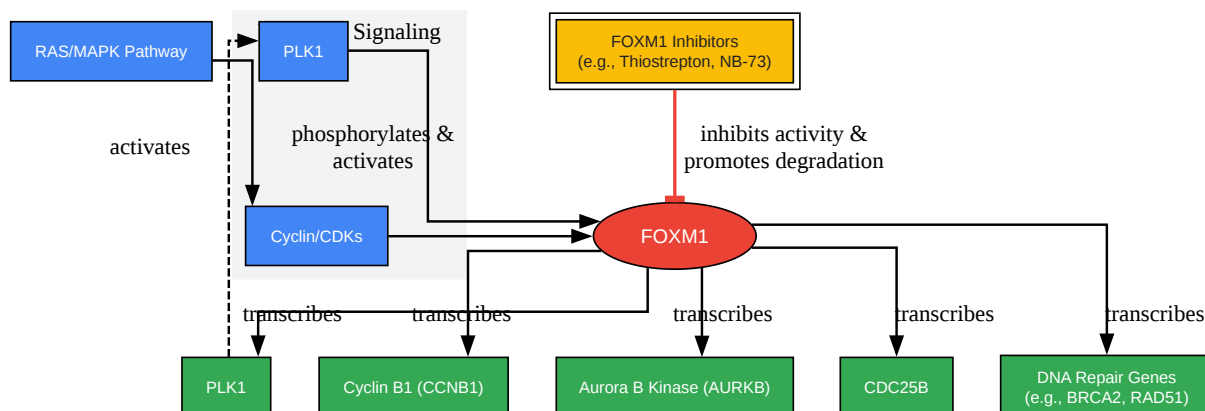 Signaling
RAS/MAPK Pathway
PLK1
FOXM1 Inhibitors
(e.g., Thiostrepton, NB-73)
activates
phosphorylates &
activates
inhibits activity &
promotes degradation
Cyclin/CDKs
FOXM1
transcribes
transcribes
transcribes
transcribes
transcribes
PLK1
Cyclin B1 (CCNB1)
Aurora B Kinase (AURKB)
CDC25B
DNA Repair Genes
(e.g., BRCA2, RAD51)